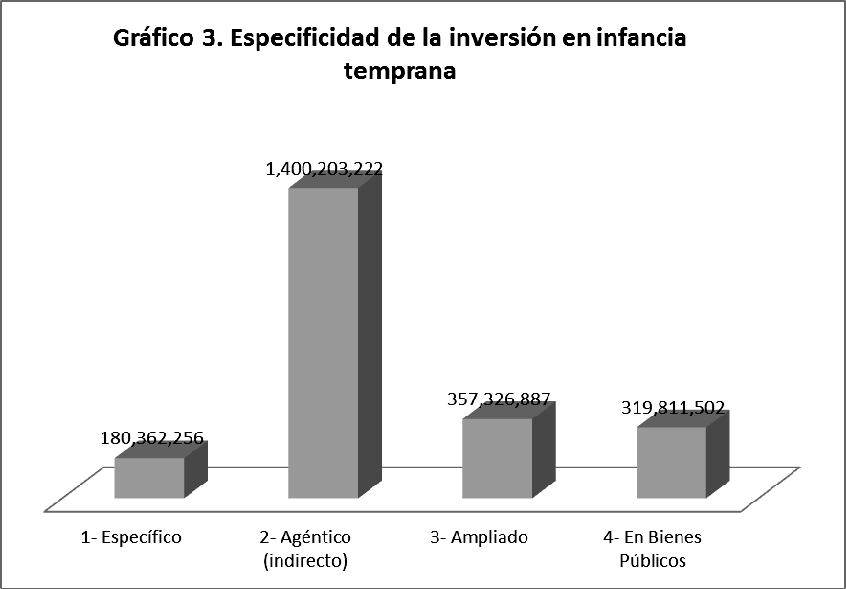 Gráfico 3. Especificidad de la inversión en infancia
temprana
1,400,203,222
357,326,887
319,811,502
180,362,256
1- Específico
2- Agéntico
(indirecto)
3- Ampliado
4- En Bienes
Públicos